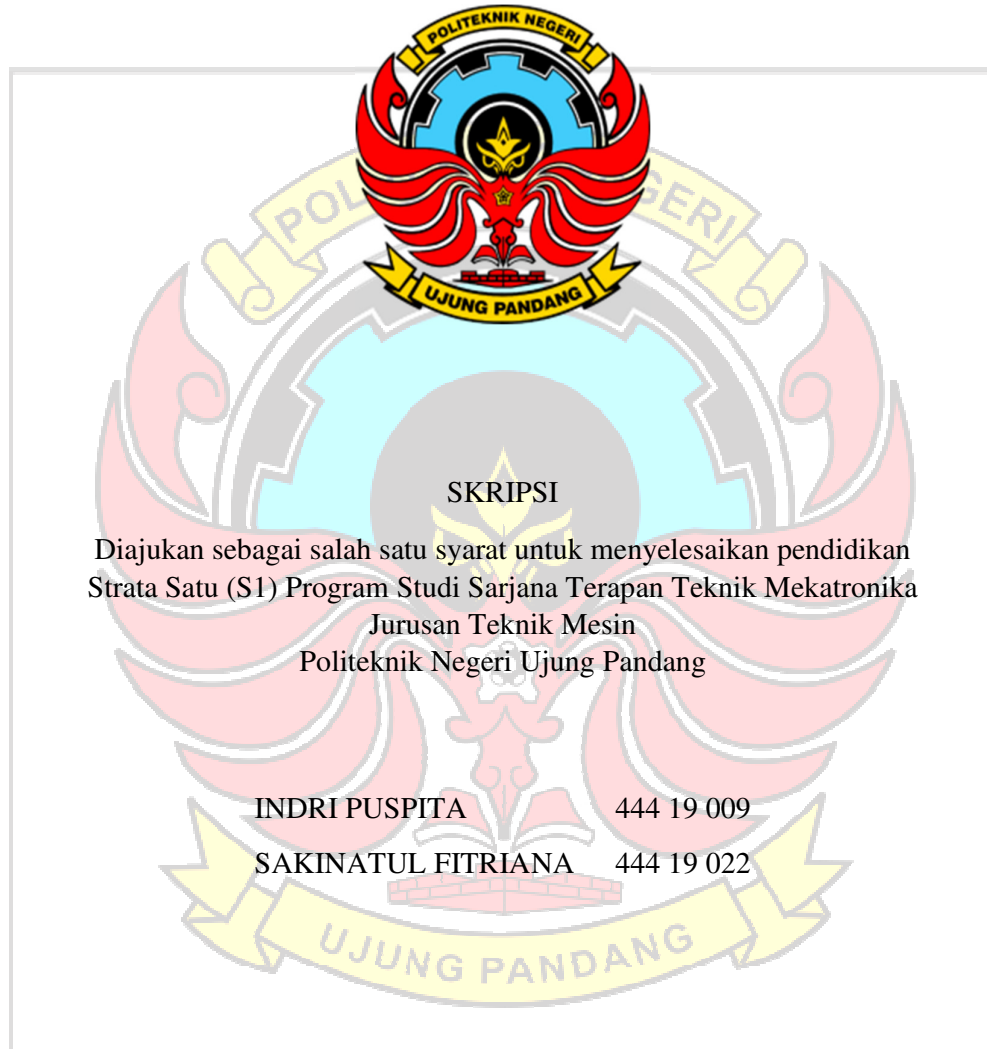 POLITEKNIK NEGERI
UJUNG PANDANG
SKRIPSI
Diajukan sebagai salah satu syarat untuk menyelesaikan pendidikan
Strata Satu (S1) Program Studi Sarjana Terapan Teknik Mekatronika
Jurusan Teknik Mesin
Politeknik Negeri Ujung Pandang
INDRI PUSPITA 444 19 009
SAKINATUL FITRIANA 444 19 022
UJUNG PANDANG